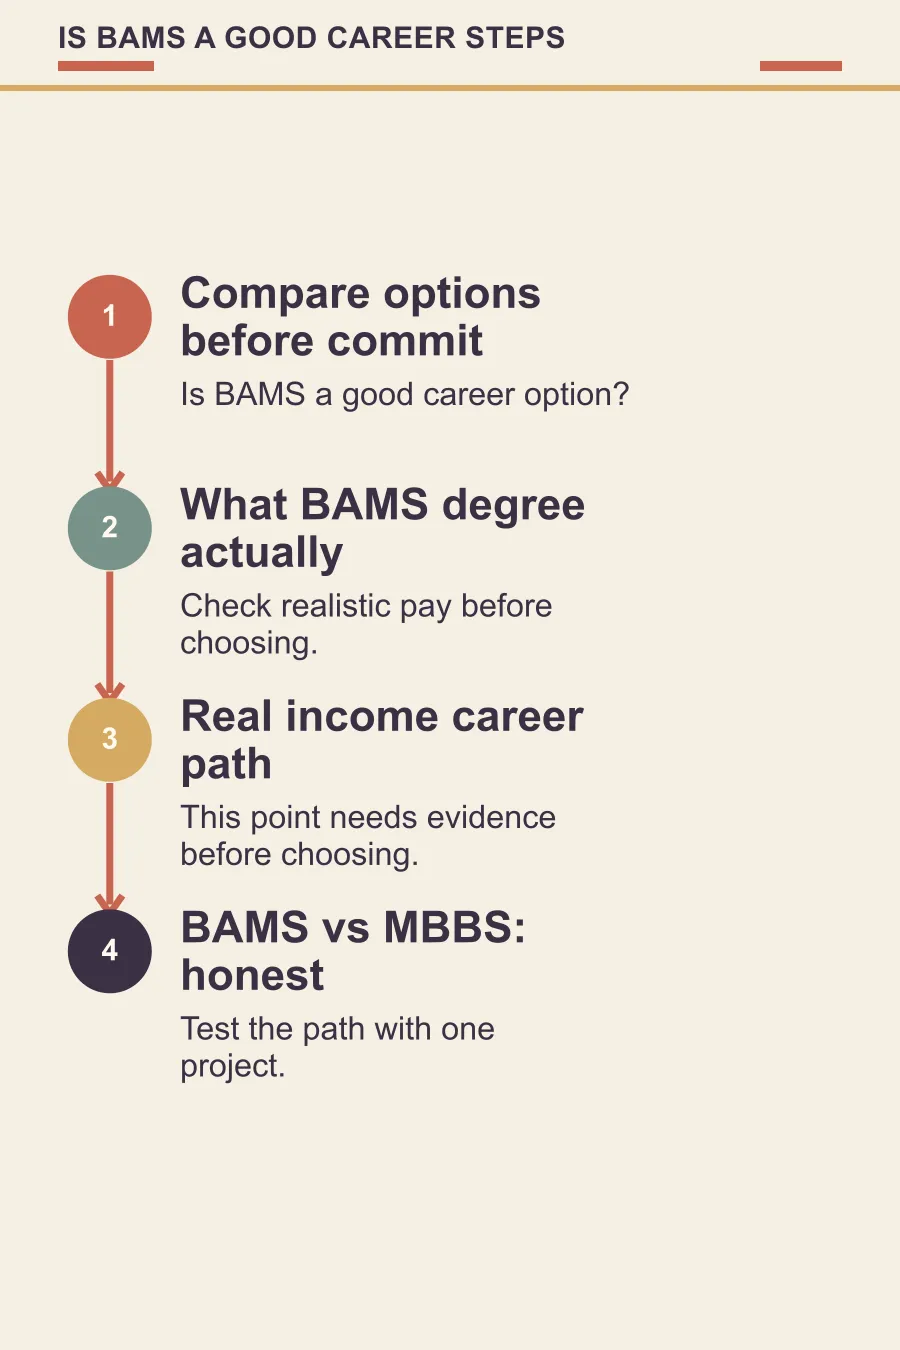 IS BAMS A GOOD CAREER STEPS
1
Compare options
before commit
Is BAMS a good career option?
2
What BAMS degree
actually
Check realistic pay before
choosing.
3
Real income career
path
This point needs evidence
before choosing.
4
BAMS vs MBBS:
honest
Test the path with one
project.